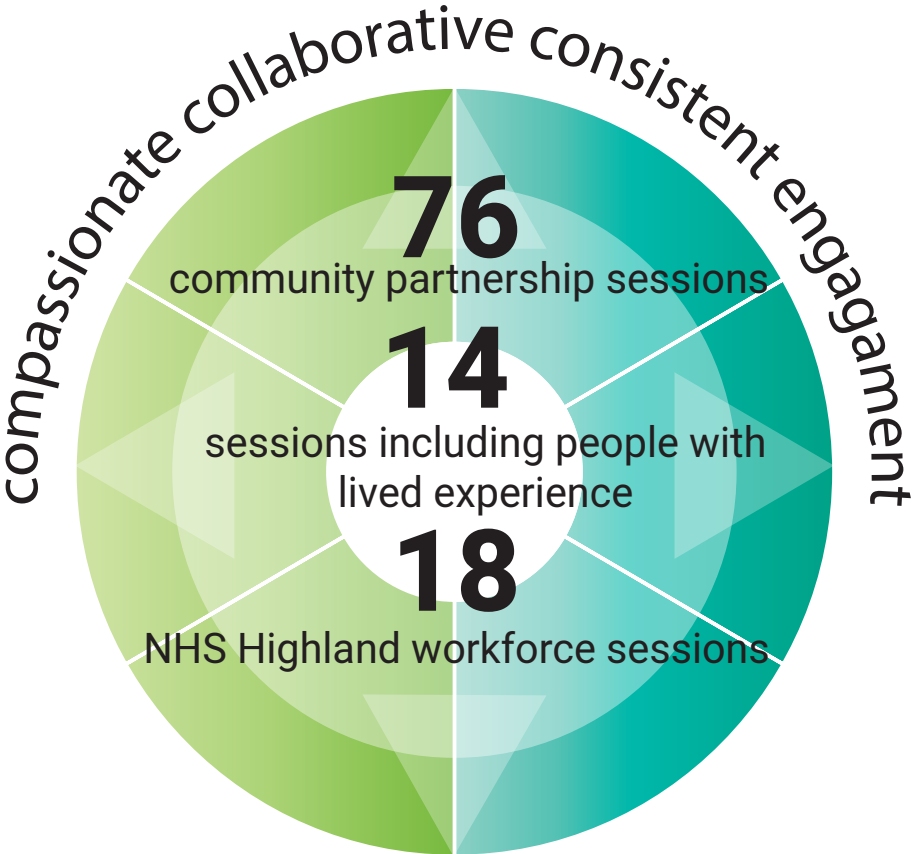 compassionate collaborative consistent engagament
76
community partnership sessions
14
sessions including people with
lived experience
18
NHS Highland workforce sessions